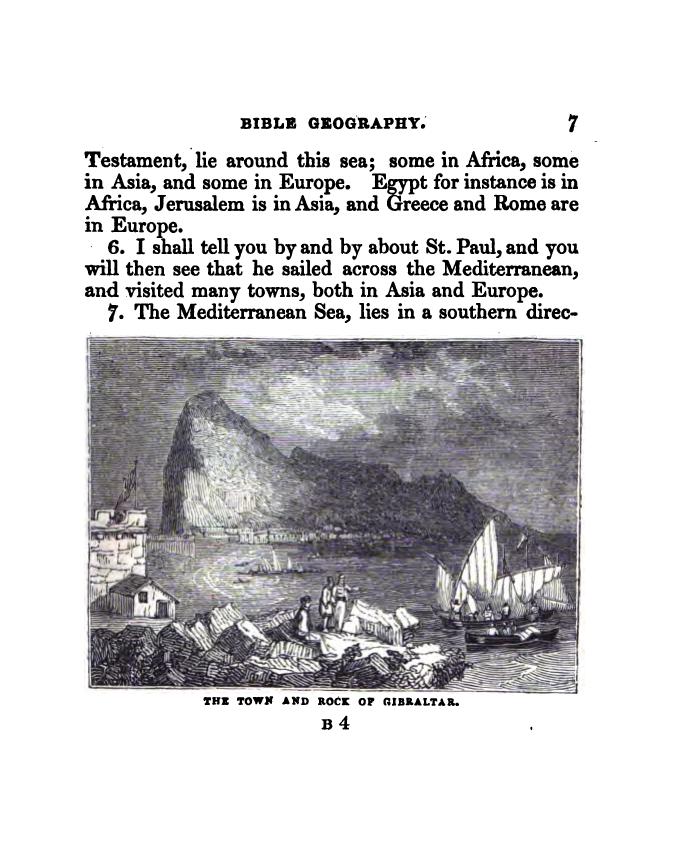 BIBLE GEOGRAPHY. 7
Testament, lie around this sea; some in Africa, some
in Asia, and some in Europe. Egypt for instance is in
Africa, Jerusalem is in Asia, and Greece and Rome are
in Europe.
6. I shall tell you by and by about St. Paul, and you
will then see that he sailed across the Mediterranean,
and visited many towns, both in Asia and Europe.
7. The Mediterranean Sea, lies in a southern direc-
THE TOWN AND ROCK OF GIBRALTAR.
B 4